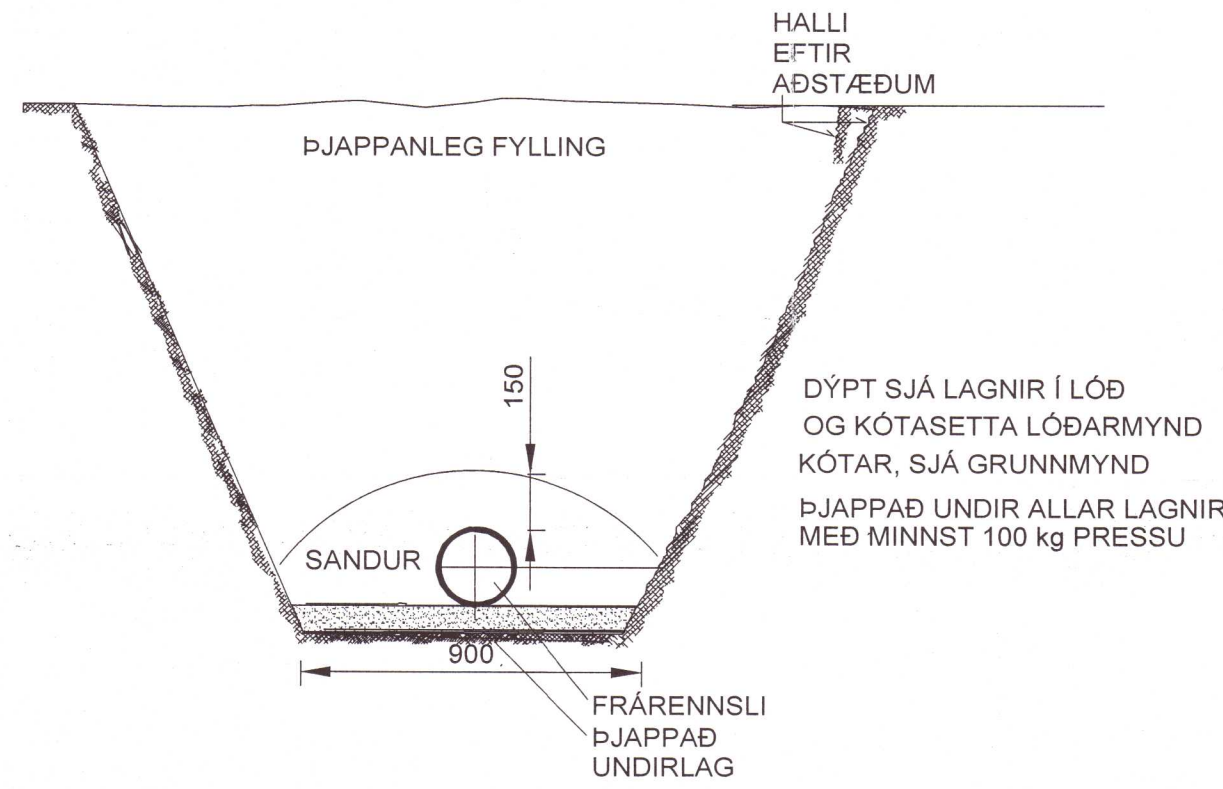 HALLI
EFTIR
AÐSTÆÐUM
ÞJAPPANLEG FYLLING
150
DÝPT SJÁ LAGNIR Í LÓÐ
OG KÓTASETTA LÓÐARMYND
KÓTAR, SJÁ GRUNNMYND
ÞJAPPAÐ UNDIR ALLAR LAGNIR
MEÐ MINNST 100 kg PRESSU
SANDUR
900
FRÁRENNSLI
ÞJAPPAÐ
UNDIRLAG